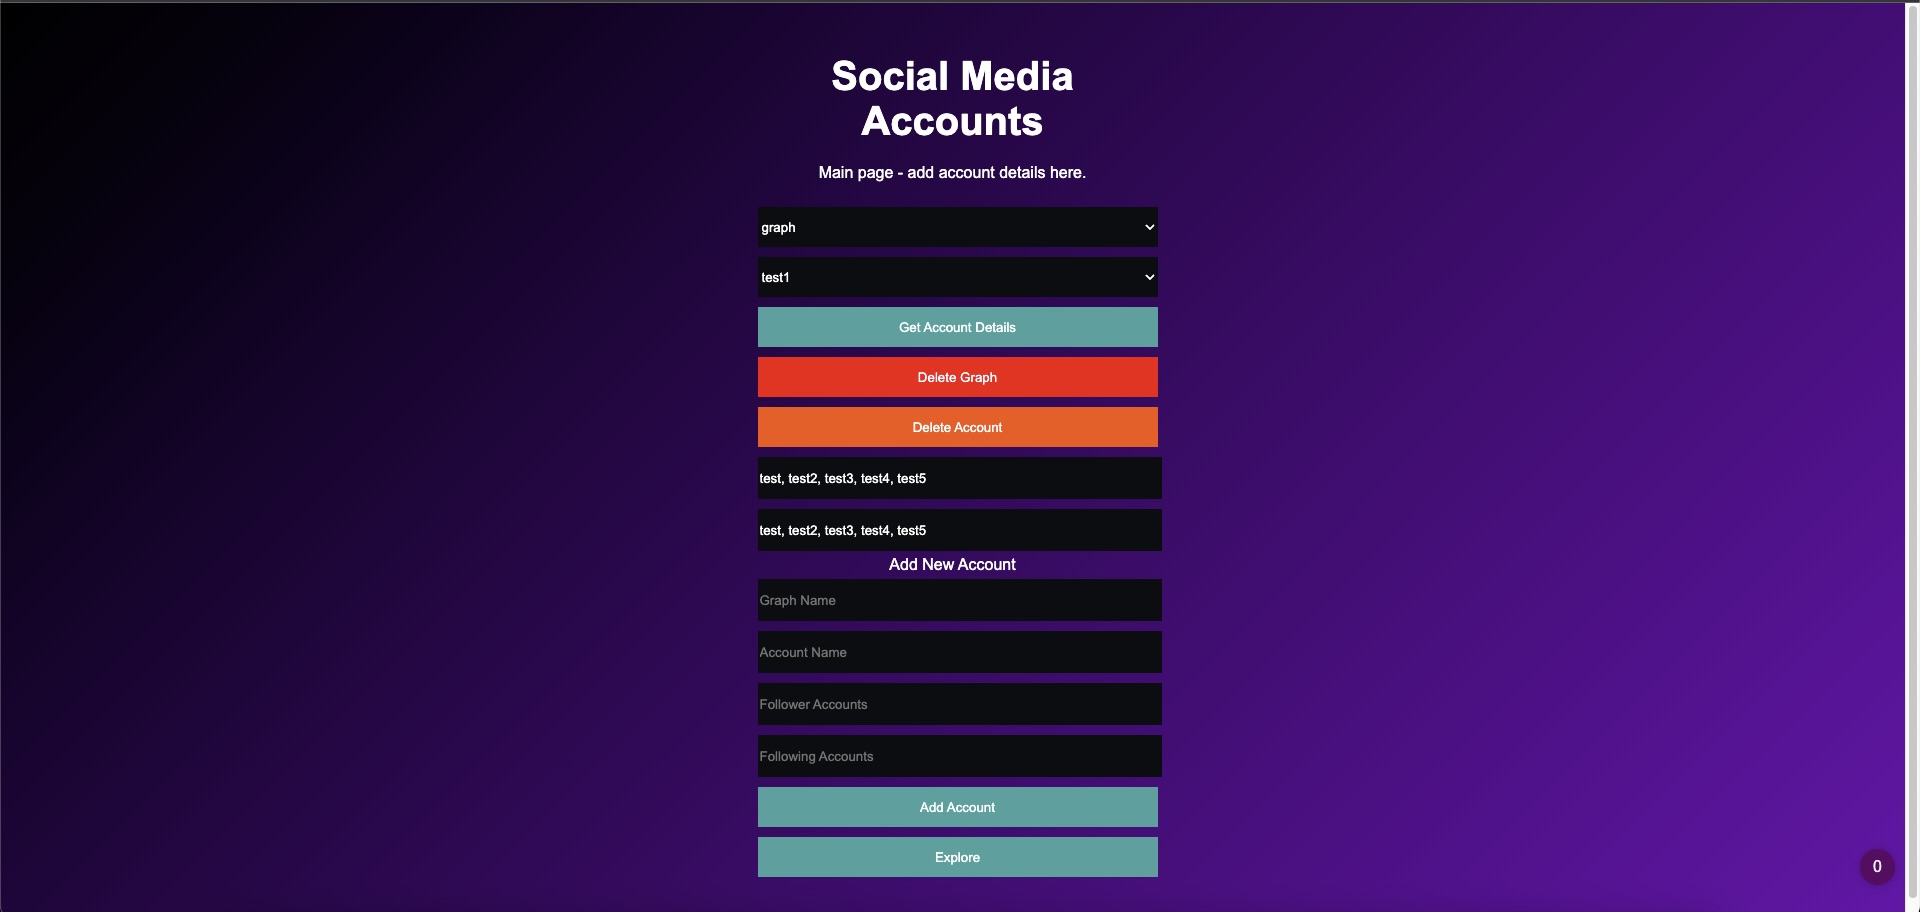 Social Media
Accounts
Main page - add account details here.
graph
test1
Get Account Details
Delete Graph
Delete Account
test, test2, test3, test4, test5
test, test2, test3, test4, test5
Add New Account
Graph Name
Account Name
Follower Accounts
Following Accounts
Add Account
Explore
0